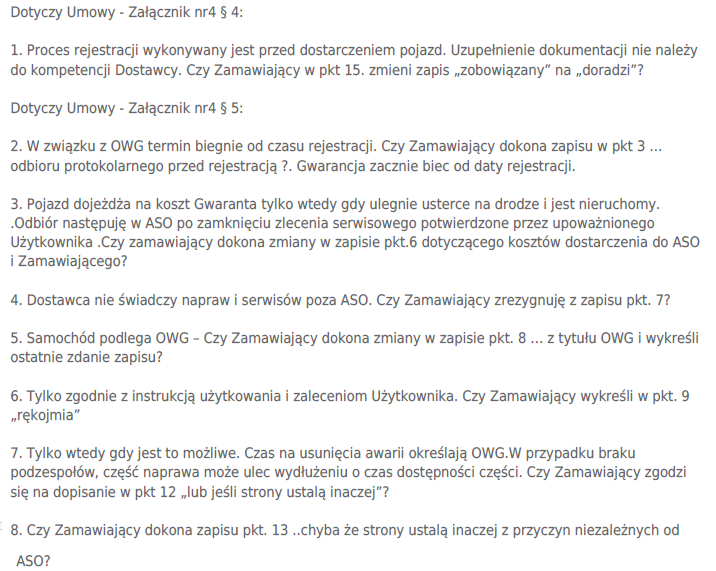 Dotyczy Umowy - Załącznik nr4 § 4:
1. Proces rejestracji wykonywany jest przed dostarczeniem pojazd. Uzupełnienie dokumentacji nie należy
do kompetencji Dostawcy. Czy Zamawiający w pkt 15. zmieni zapis „zobowiązany” na „doradzi”?
Dotyczy Umowy - Załącznik nr4 § 5:
2. W związku z OWG termin biegnie od czasu rejestracji. Czy Zamawiający dokona zapisu w pkt 3 ...
odbioru protokolarnego przed rejestracją ?. Gwarancja zacznie biec od daty rejestracji.
3. Pojazd dojeżdża na koszt Gwaranta tylko wtedy gdy ulegnie usterce na drodze i jest nieruchomy.
.Odbiór następuję w ASO po zamknięciu zlecenia serwisowego potwierdzone przez upoważnionego
Użytkownika .Czy zamawiający dokona zmiany w zapisie pkt.6 dotyczącego kosztów dostarczenia do ASO
i Zamawiającego?
4. Dostawca nie świadczy napraw i serwisów poza ASO. Czy Zamawiający zrezygnuję z zapisu pkt. 7?
5. Samochód podlega OWG – Czy Zamawiający dokona zmiany w zapisie pkt. 8 ... z tytułu OWG i wykreśli
ostatnie zdanie zapisu?
6. Tylko zgodnie z instrukcją użytkowania i zaleceniom Użytkownika. Czy Zamawiający wykreśli w pkt. 9
„rękojmia”
7. Tylko wtedy gdy jest to możliwe. Czas na usunięcia awarii określają OWG.W przypadku braku
podzespołów, część naprawa może ulec wydłużeniu o czas dostępności części. Czy Zamawiający zgodzi
się na dopisanie w pkt 12 „lub jeśli strony ustalą inaczej”?
8. Czy Zamawiający dokona zapisu pkt. 13 ..chyba że strony ustalą inaczej z przyczyn niezależnych od
ASO?